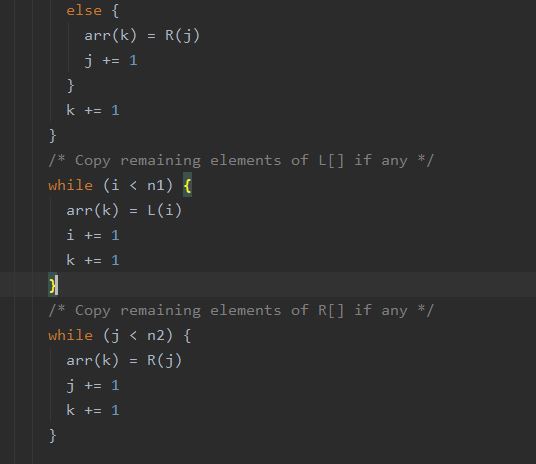 else {
arr(k) = R(j)
j += 1
}
k += 1
}
/* Copy remaining elements of L[] if any */
while (i < n1) {
arr(k) = L(i)
i += 1
k += 1
}
/* Copy remaining elements of R[] if any */
while (j < n2) {
arr(k) = R(j)
j += 1
k += 1
}